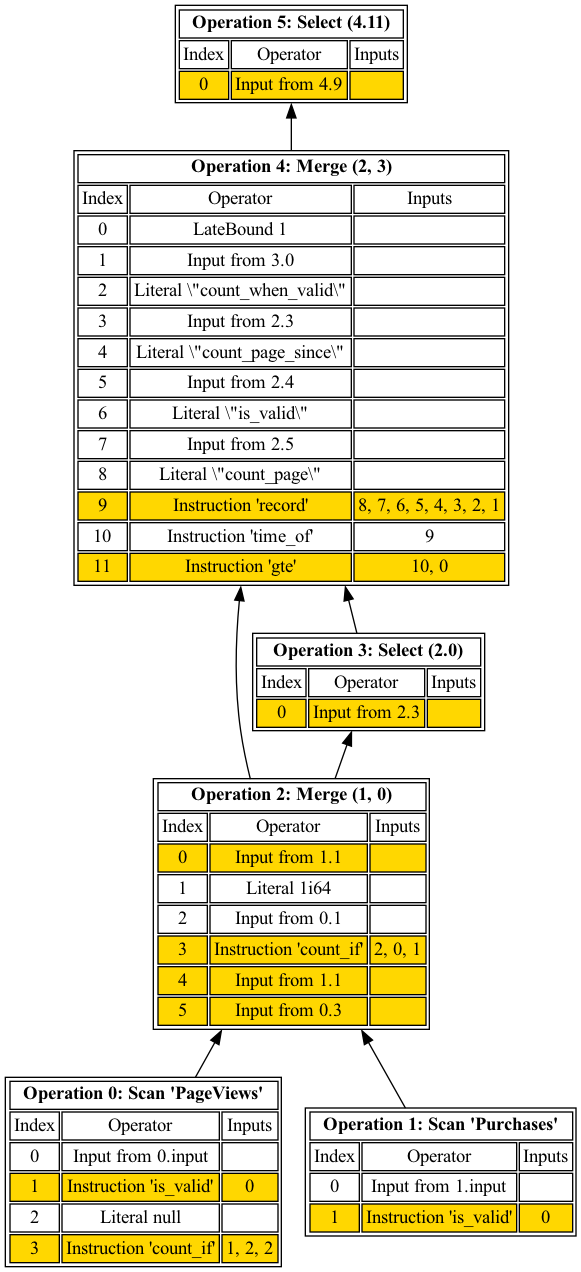 Operation 5: Select (4.11)
Index Operator Inputs
0 Input from 4.9
Operation 4: Merge (2, 3)
Index Operator Inputs
0 LateBound 1
1 Input from 3.0
2 Literal \"count_when_valid\"
3 Input from 2.3
4 Literal \"count_page_since\"
5 Input from 2.4
6 Literal \"is_valid\"
7 Input from 2.5
8 Literal \"count_page\"
9 Instruction 'record' 8, 7, 6, 5, 4, 3, 2, 1
10 Instruction 'time_of' 9
11 Instruction 'gte' 10, 0
Operation 3: Select (2.0)
Index Operator Inputs
0 Input from 2.3
Operation 2: Merge (1, 0)
Index Operator Inputs
0 Input from 1.1
1 Literal 1i64
2 Input from 0.1
3 Instruction 'count_if' 2, 0, 1
4 Input from 1.1
5 Input from 0.3
Operation 0: Scan 'PageViews'
Index Operator Inputs
0 Input from 0.input
1 Instruction 'is_valid' 0
2 Literal null
3 Instruction 'count_if' 1, 2, 2
Operation 1: Scan 'Purchases'
Index Operator Inputs
0 Input from 1.input
1 Instruction 'is_valid' 0